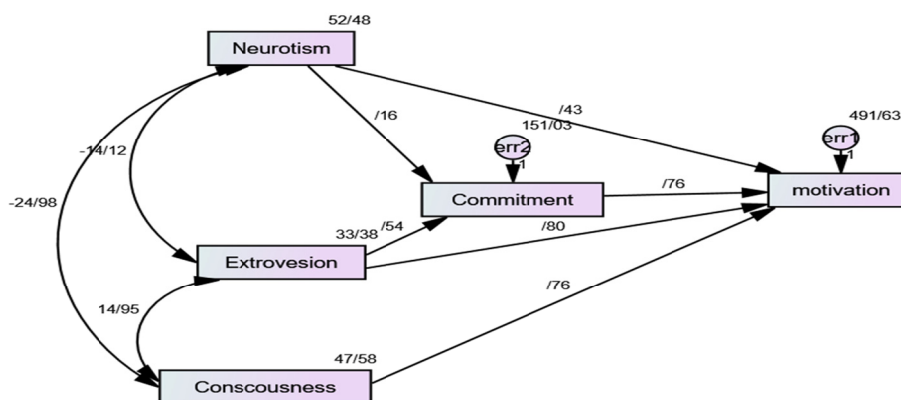 52/48
Neurotism
/16
/43
-14/12
151/03
err2
1
491/63
err1
1
-24/98
Commitment
/76
motivation
33/38
/54
/80
Extrovesion
14/95
/76
47/58
Conscousness